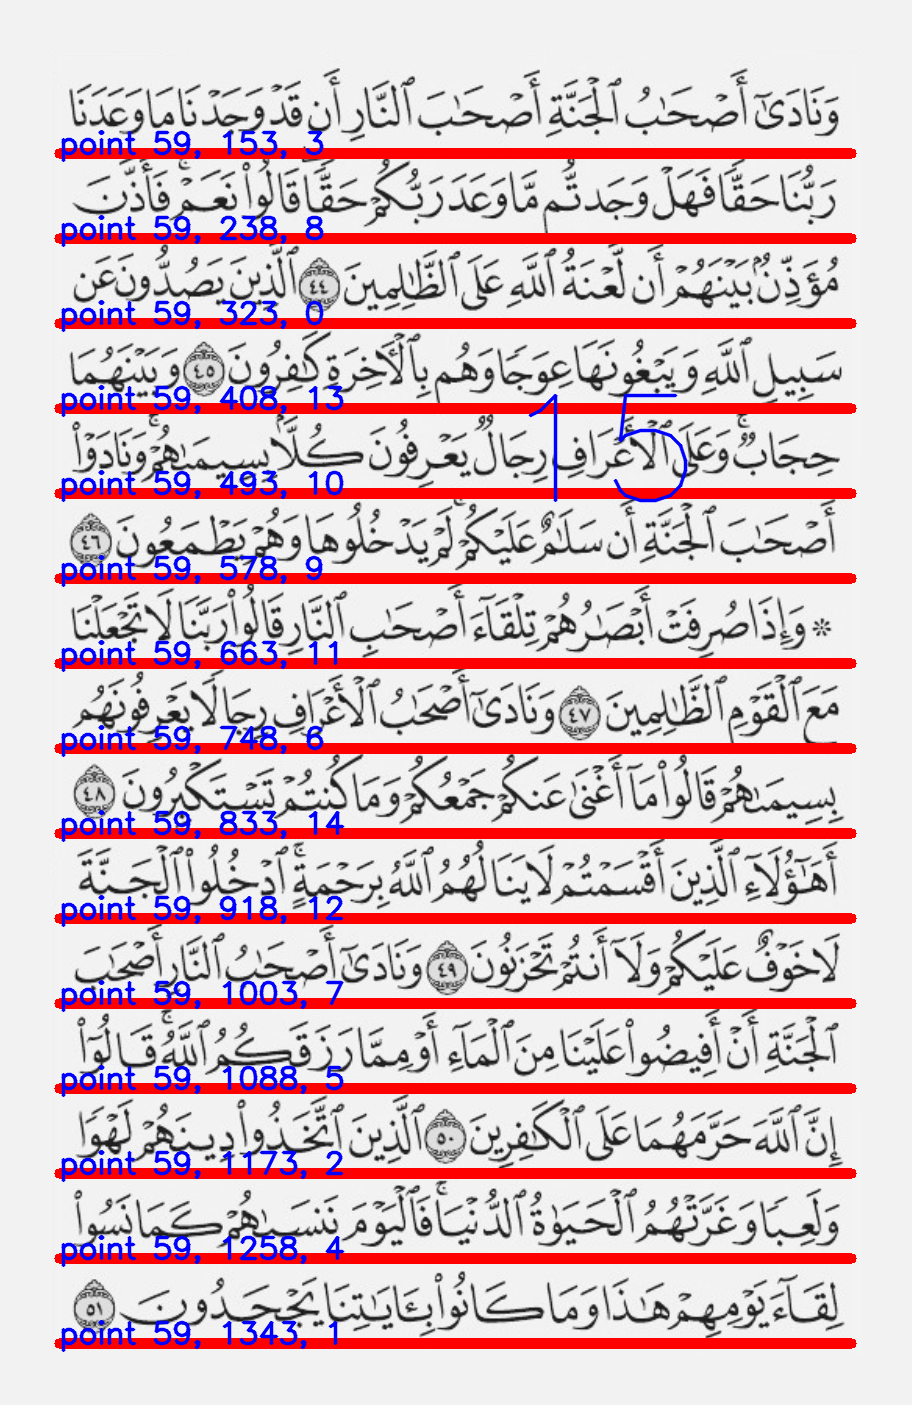 وَنَادَىٰٓ أَصْحَٰبُ ٱلْجَنَّةِ أَصْحَٰبَ ٱلنَّارِ أَن قَدْ وَجَدْنَا مَا وَعَدَنَا
point 59, 153, 3
رَبُّنَا حَقًّا فَهَلْ وَجَدتُّم مَّا وَعَدَ رَبُّكُمْ حَقًّا قَالُوا۟ نَعَمْ ۚ فَأَذَّنَ
point 59, 238, 8
مُؤَذِّنٌۢ بَيْنَهُمْ أَن لَّعْنَةُ ٱللَّهِ عَلَى ٱلظَّٰلِمِينَ ٤٤ ٱلَّذِينَ يَصُدُّونَ عَن
point 59, 323, 0
سَبِيلِ ٱللَّهِ وَيَبْغُونَهَا عِوَجًا وَهُم بِٱلْءَاخِرَةِ كَٰفِرُونَ ٤٥ وَبَيْنَهُمَا
point 59, 408, 13
15
حِجَابٌ ۚ وَعَلَى ٱلْأَعْرَافِ رِجَالٌ يَعْرِفُونَ كُلًّۢا بِسِيمَىٰهُمْ ۚ وَنَادَوْا۟
point 59, 493, 10
أَصْحَٰبَ ٱلْجَنَّةِ أَن سَلَٰمٌ عَلَيْكُمْ ۚ لَمْ يَدْخُلُوهَا وَهُمْ يَطْمَعُونَ ٤٦
point 59, 578, 9
* وَإِذَا صُرِفَتْ أَبْصَٰرُهُمْ تِلْقَآءَ أَصْحَٰبِ ٱلنَّارِ قَالُوا۟ رَبَّنَا لَا تَجْعَلْنَا
point 59, 663, 11
مَعَ ٱلْقَوْمِ ٱلظَّٰلِمِينَ ٤٧ وَنَادَىٰٓ أَصْحَٰبُ ٱلْأَعْرَافِ رِجَالًا يَعْرِفُونَهُم
point 59, 748, 6
بِسِيمَىٰهُمْ قَالُوا۟ مَآ أَغْنَىٰ عَنكُمْ جَمْعُكُمْ وَمَا كُنتُمْ تَسْتَكْبِرُونَ ٤٨
point 59, 833, 14
أَهَٰٓؤُلَآءِ ٱلَّذِينَ أَقْسَمْتُمْ لَا يَنَالُهُمُ ٱللَّهُ بِرَحْمَةٍ ۚ ٱدْخُلُوا۟ ٱلْجَنَّةَ
point 59, 918, 12
لَا خَوْفٌ عَلَيْكُمْ وَلَآ أَنتُمْ تَحْزَنُونَ ٤٩ وَنَادَىٰٓ أَصْحَٰبُ ٱلنَّارِ أَصْحَٰبَ
point 59, 1003, 7
ٱلْجَنَّةِ أَنْ أَفِيضُوا۟ عَلَيْنَا مِنَ ٱلْمَآءِ أَوْ مِمَّا رَزَقَكُمُ ٱللَّهُ ۚ قَالُوٓا۟
point 59, 1088, 5
إِنَّ ٱللَّهَ حَرَّمَهُمَا عَلَى ٱلْكَٰفِرِينَ ٥٠ ٱلَّذِينَ ٱتَّخَذُوا۟ دِينَهُمْ لَهْوًا
point 59, 1173, 2
وَلَعِبًا وَغَرَّتْهُمُ ٱلْحَيَوٰةُ ٱلدُّنْيَا ۚ فَٱلْيَوْمَ نَنسَىٰهُمْ كَمَا نَسُوا۟
point 59, 1258, 4
لِقَآءَ يَوْمِهِمْ هَٰذَا وَمَا كَانُوا۟ بِـَٔايَٰتِنَا يَجْحَدُونَ ٥١
point 59, 1343, 1